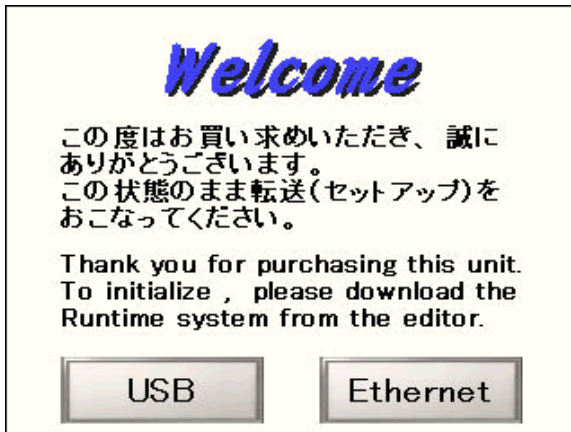 Welcome
この度はお買い求めいただき、誠に
ありがとうございます。
この状態のまま転送(セットアップ)を
おこなってください。
Thank you for purchasing this unit.
To initialize , please download the
Runtime system from the editor.
USB
Ethernet